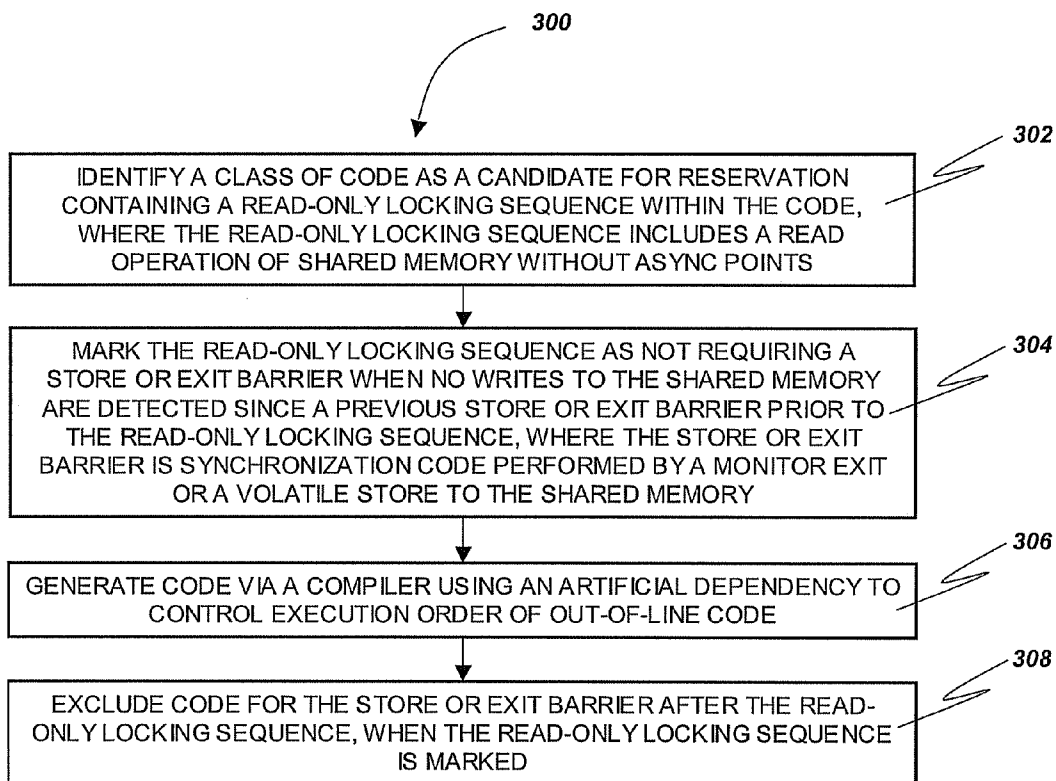 300
302
IDENTIFY A CLASS OF CODE AS A CANDIDATE FOR RESERVATION
CONTAINING A READ-ONLY LOCKING SEQUENCE WITHIN THE CODE,
WHERE THE READ-ONLY LOCKING SEQUENCE INCLUDES A READ
OPERATION OF SHARED MEMORY WITHOUT ASYNC POINTS
304
MARK THE READ-ONLY LOCKING SEQUENCE AS NOT REQUIRING A
STORE OR EXIT BARRIER WHEN NO WRITES TO THE SHARED MEMORY
ARE DETECTED SINCE A PREVIOUS STORE OR EXIT BARRIER PRIOR TO
THE READ-ONLY LOCKING SEQUENCE, WHERE THE STORE OR EXIT
BARRIER IS SYNCHRONIZATION CODE PERFORMED BY A MONITOR EXIT
OR A VOLATILE STORE TO THE SHARED MEMORY
306
GENERATE CODE VIA A COMPILER USING AN ARTIFICIAL DEPENDENCY TO
CONTROL EXECUTION ORDER OF OUT-OF-LINE CODE
308
EXCLUDE CODE FOR THE STORE OR EXIT BARRIER AFTER THE READ-
ONLY LOCKING SEQUENCE, WHEN THE READ-ONLY LOCKING SEQUENCE
IS MARKED